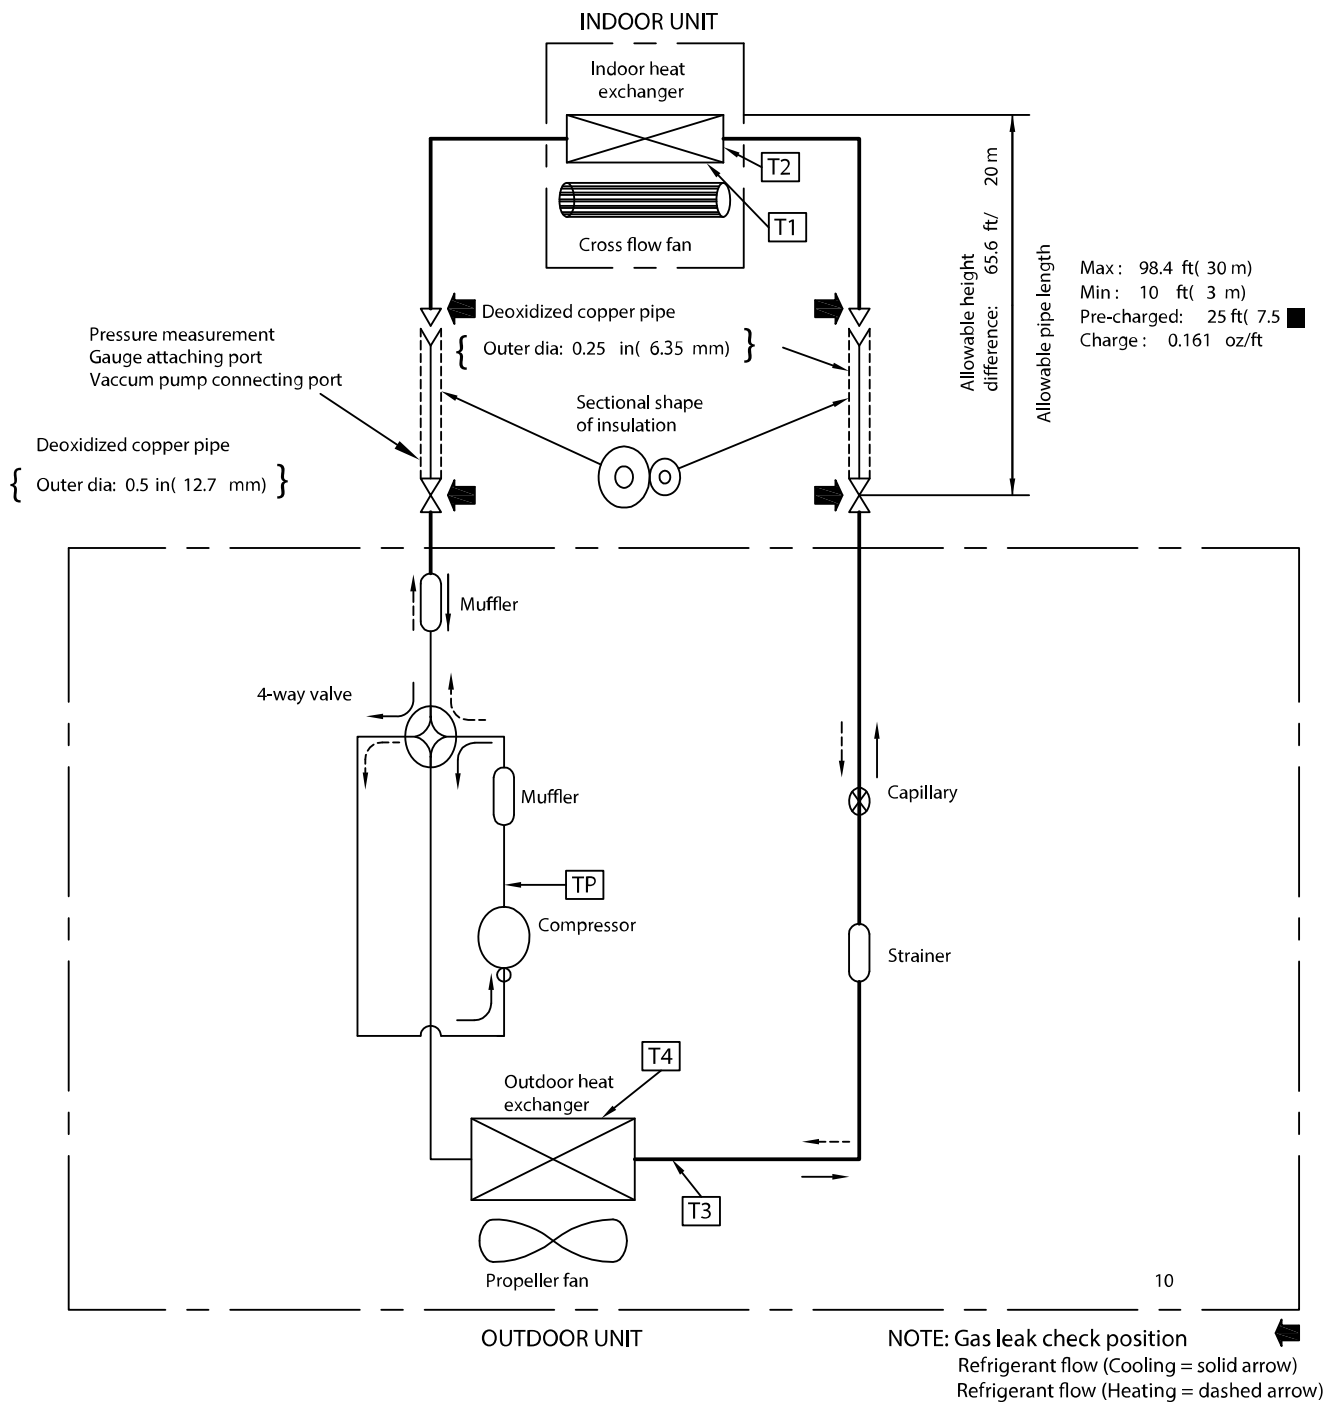 INDOOR UNIT
Indoor heat
exchanger
T2
T1
Cross flow fan
Allowable height
difference: 65.6 ft/ 20 m
Allowable pipe length
Max : 98.4 ft( 30 m)
Min : 10 ft( 3 m)
Pre-charged: 25 ft( 7.5
Charge : 0.161 oz/ft
Deoxidized copper pipe
{ Outer dia: 0.25 in( 6.35 mm) }
Pressure measurement
Gauge attaching port
Vaccum pump connecting port
Sectional shape
of insulation
Deoxidized copper pipe
{ Outer dia: 0.5 in( 12.7 mm) }
Muffler
4-way valve
Muffler
Capillary
TP
Compressor
Strainer
T4
Outdoor heat
exchanger
T3
Propeller fan
10
OUTDOOR UNIT
NOTE: Gas leak check position
Refrigerant flow (Cooling = solid arrow)
Refrigerant flow (Heating = dashed arrow)